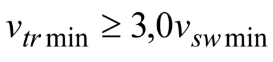 v_{tr min} ≥ 3,0v_{sw min}